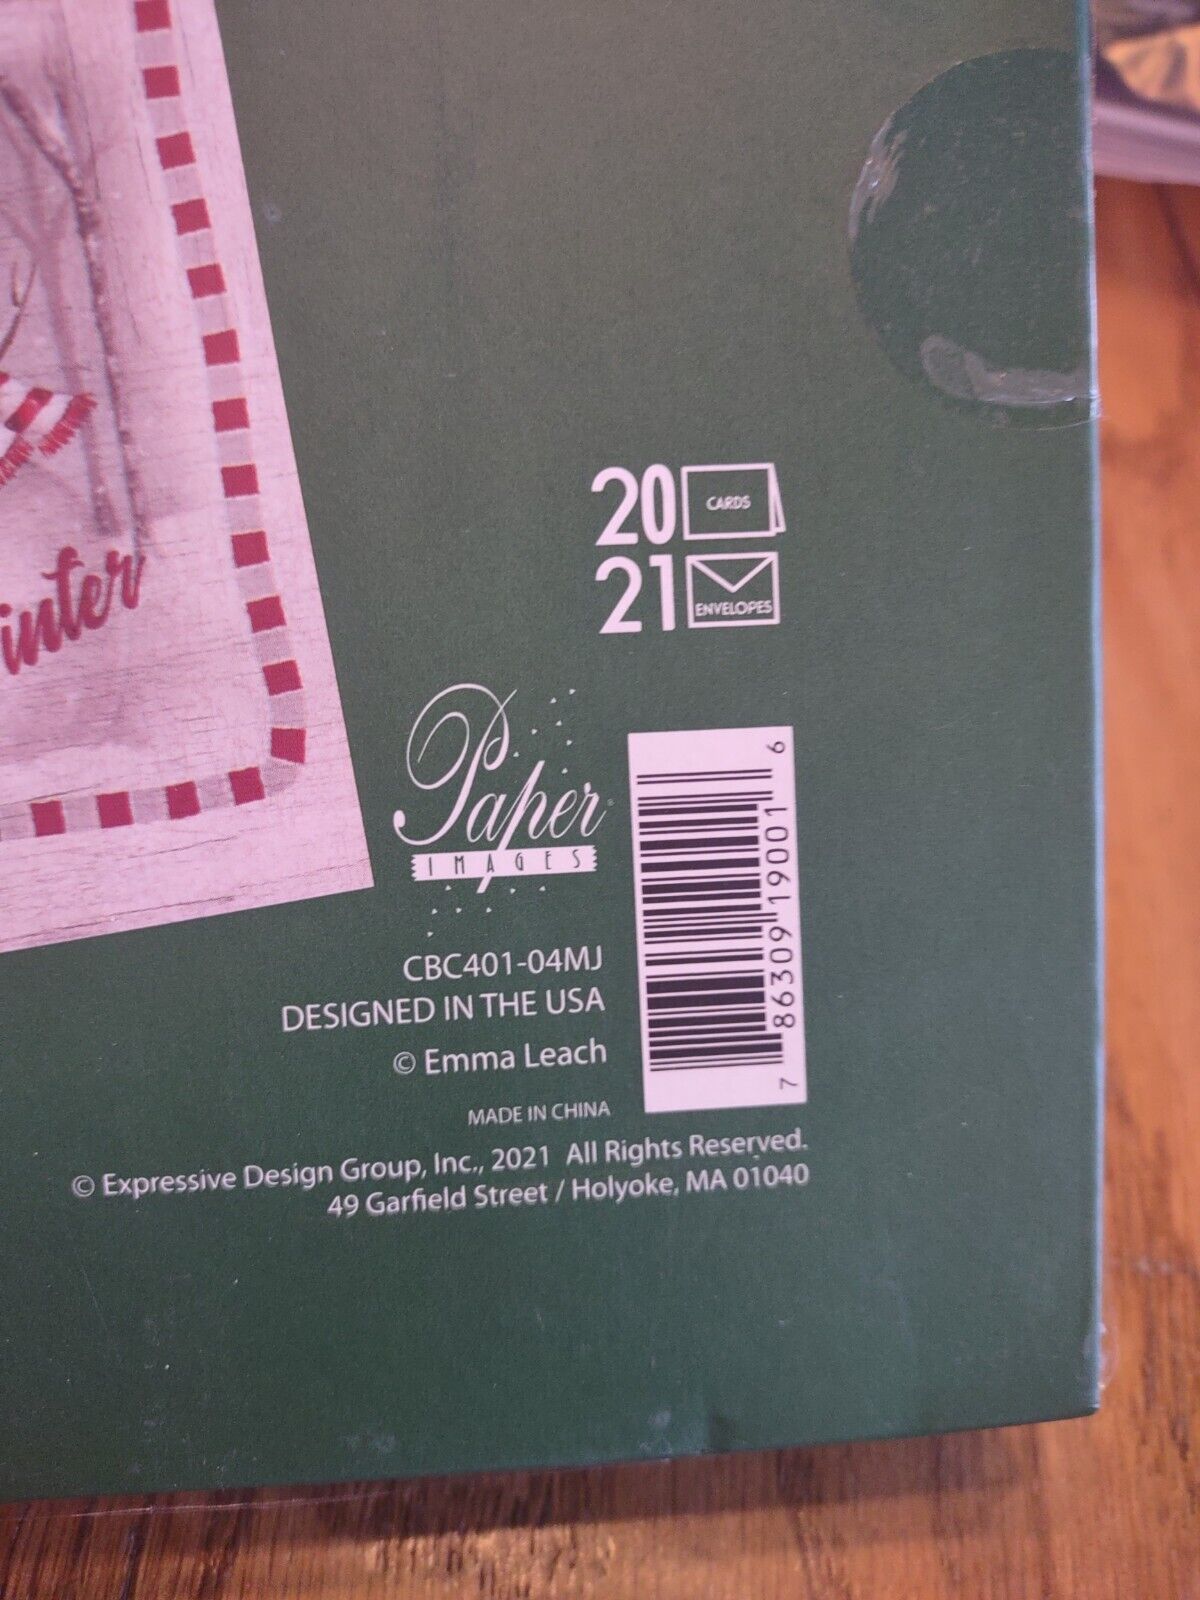 20 CARDS
21 ENVELOPES
inter
Paper
IMAGES
CBC401-04MJ
DESIGNED IN THE USA
© Emma Leach
MADE IN CHINA
© Expressive Design Group, Inc., 2021 All Rights Reserved.
49 Garfield Street / Holyoke, MA 01040
7 86309 19001 6